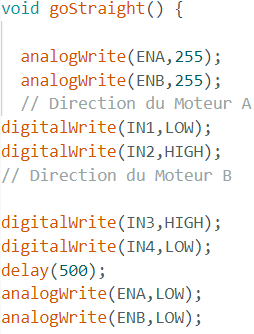 void goStraight() {
analogWrite(ENA,255);
analogWrite(ENB,255);
// Direction du Moteur A
digitalWrite(IN1,LOW);
digitalWrite(IN2,HIGH);
// Direction du Moteur B
digitalWrite(IN3,HIGH);
digitalWrite(IN4,LOW);
delay(500);
analogWrite(ENA,LOW);
analogWrite(ENB,LOW);